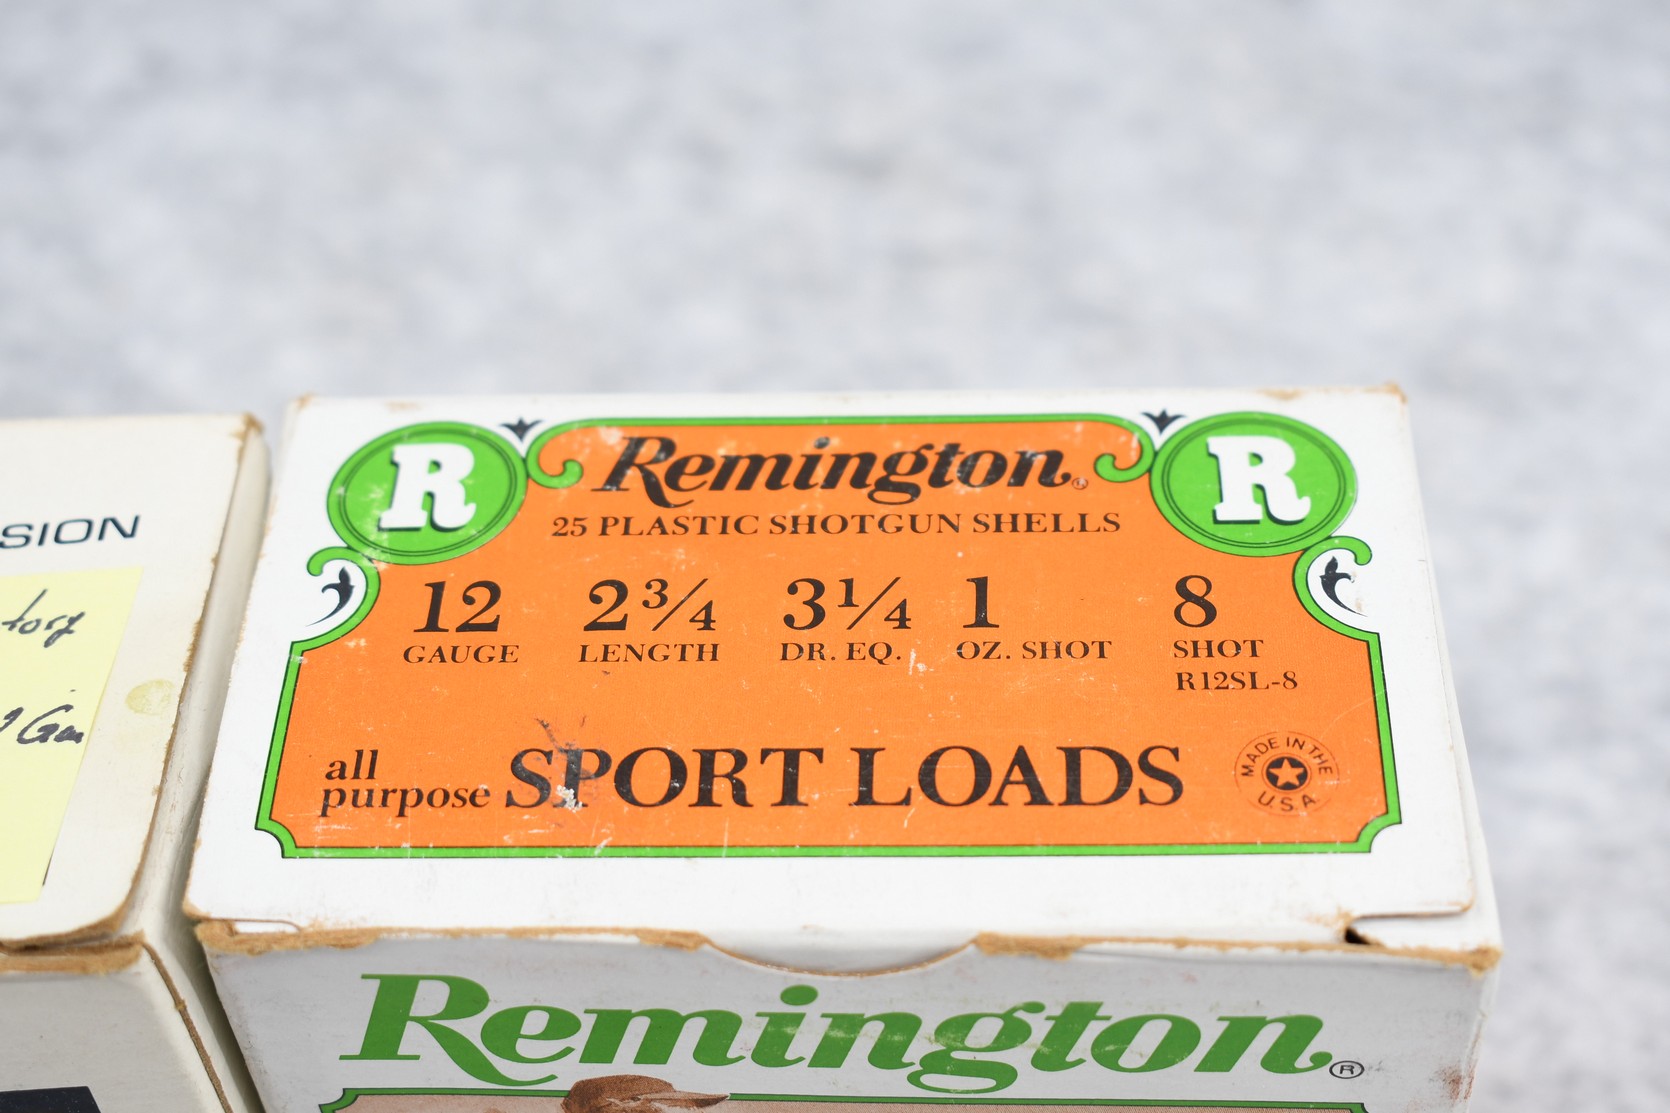 R Remington® R
25 PLASTIC SHOTGUN SHELLS
12 2¾ 3¼ 1 8
GAUGE LENGTH DR. EQ. OZ. SHOT SHOT
R12SL-8
all purpose SPORT LOADS
MADE IN THE U.S.A.
Remington®
SION
tory